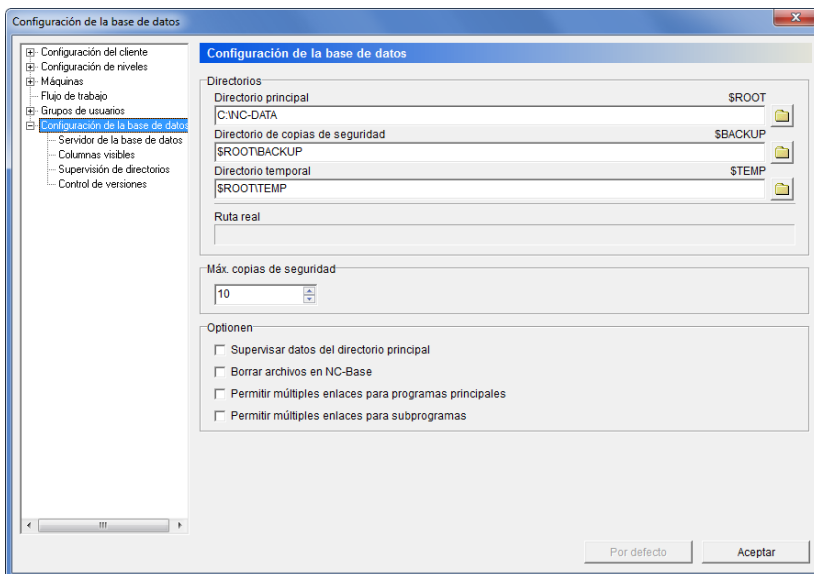 Configuración de la base de datos
Configuración del cliente
Configuración de niveles
Máquinas
Flujo de trabajo
Grupos de usuarios
Configuración de la base de datos
Servidor de la base de datos
Columnas visibles
Supervisión de directorios
Control de versiones
Configuración de la base de datos
Directorios
Directorio principal $ROOT
C:\NC-DATA
Directorio de copias de seguridad $BACKUP
$ROOT\BACKUP
Directorio temporal $TEMP
$ROOT\TEMP
Ruta real
Máx. copias de seguridad
10
Optionen
Supervisar datos del directorio principal
Borrar archivos en NC-Base
Permitir múltiples enlaces para programas principales
Permitir múltiples enlaces para subprogramas
Por defecto Aceptar